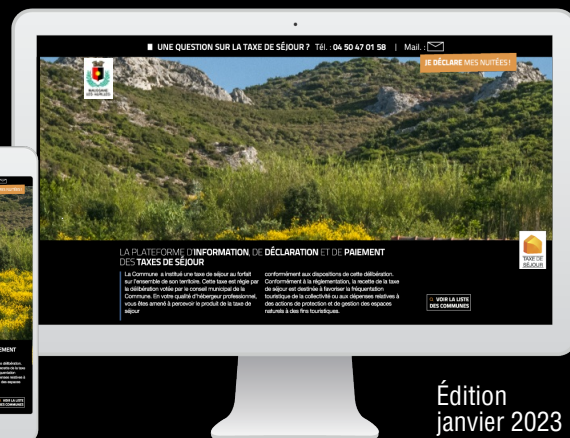 UNE QUESTION SUR LA TAXE DE SÉJOUR ? Tél. : 04 50 47 01 58 | Mail. :
JE DÉCLARE MES NUITÉES !
LA PLATEFORME D'INFORMATION, DE DÉCLARATION ET DE PAIEMENT
DES TAXES DE SÉJOUR
La Commune a institué une taxe de séjour au forfait
sur l'ensemble de son territoire. Cette taxe est régie par
la délibération votée par le conseil municipal de la
Commune. En votre qualité d'hébergeur professionnel,
vous êtes amené à percevoir le produit de la taxe de
séjour
conformément aux dispositions de cette délibération.
Conformément à la réglementation, la recette de la taxe
de séjour est destinée à favoriser la fréquentation
touristique de la collectivité ou aux dépenses relatives à
des actions de protection et de gestion des espaces
naturels à des fins touristiques.
VOIR LA LISTE
DES COMMUNES
TAXE DE
SÉJOUR
EMENT
VOIR LA LISTE
DES COMMUNES
Édition
janvier 2023